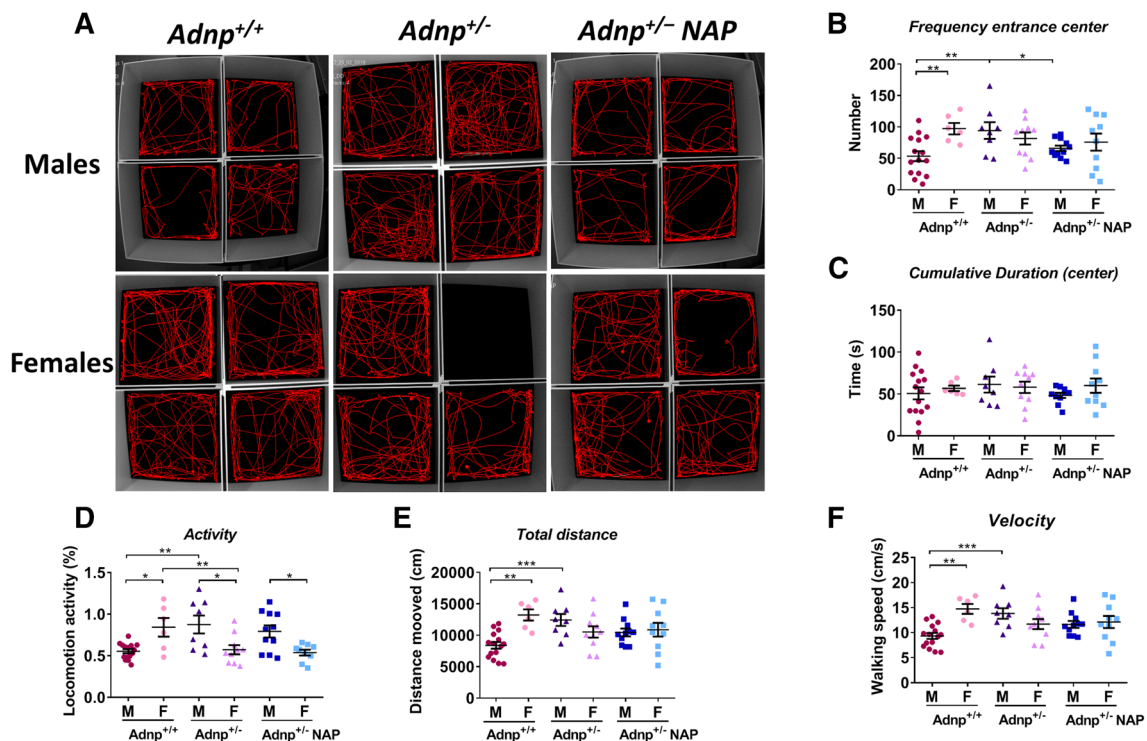 A
Adnp+/+
Adnp+/-
Adnp+/− NAP
Males
Females
B
Frequency entrance center
Number
200
150
100
50
0
**
**
*
M F M F M F
Adnp+/+ Adnp+/- Adnp+/- NAP
C
Cumulative Duration (center)
Time (s)
150
100
50
0
M F M F M F
Adnp+/+ Adnp+/- Adnp+/- NAP
D
Activity
Locomotion activity (%)
1.5
1.0
0.5
0.0
**
**
*
*
*
M F M F M F
Adnp+/+ Adnp+/- Adnp+/- NAP
E
Total distance
Distance mooved (cm)
20000
15000
10000
5000
0
***
**
M F M F M F
Adnp+/+ Adnp+/- Adnp+/- NAP
F
Velocity
Walking speed (cm/s)
25
20
15
10
5
0
***
**
M F M F M F
Adnp+/+ Adnp+/- Adnp+/- NAP